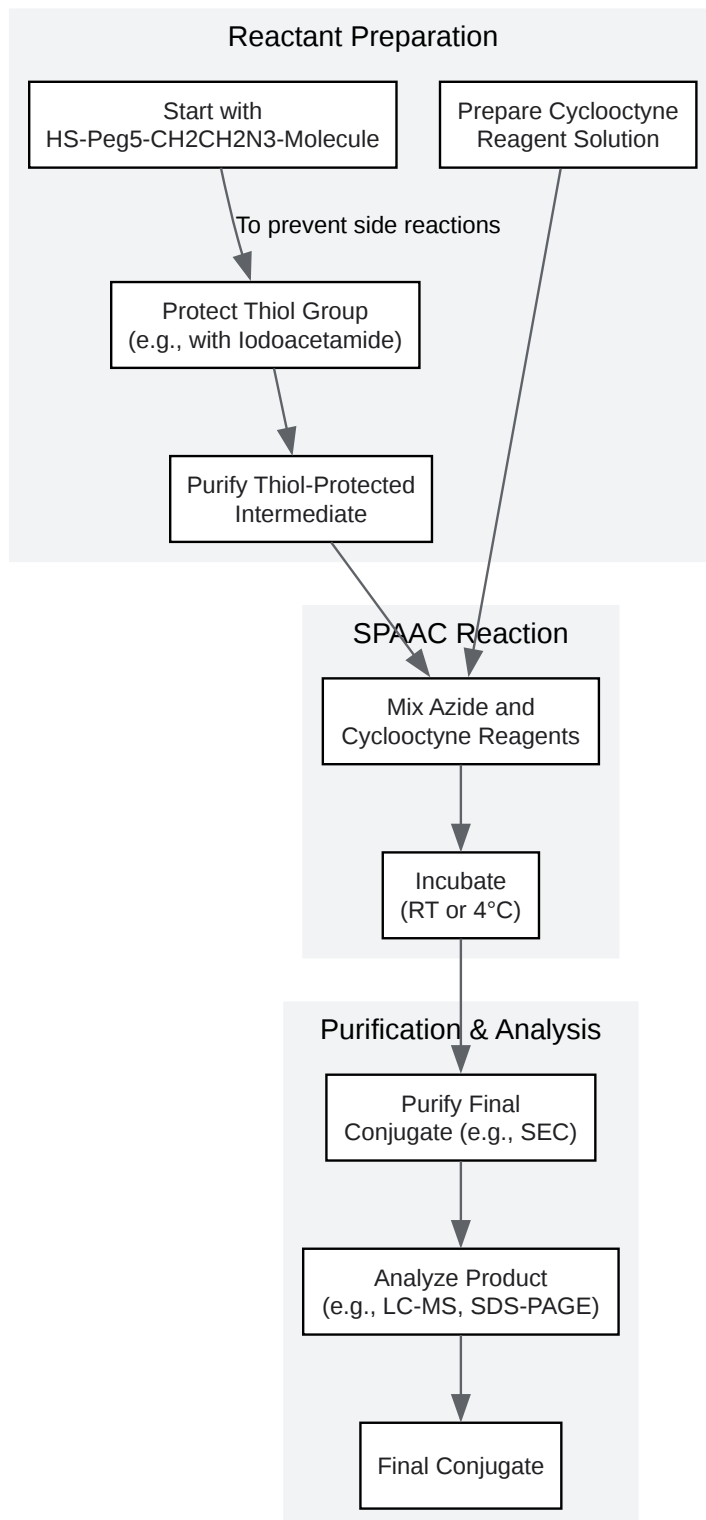 Reactant Preparation
Start with
HS-Peg5-CH2CH2N3-Molecule
Prepare Cyclooctyne
Reagent Solution
To prevent side reactions
Protect Thiol Group
(e.g., with Iodoacetamide)
Purify Thiol-Protected
Intermediate
SPAAC Reaction
Mix Azide and
Cyclooctyne Reagents
Incubate
(RT or 4°C)
Purification & Analysis
Purify Final
Conjugate (e.g., SEC)
Analyze Product
(e.g., LC-MS, SDS-PAGE)
Final Conjugate